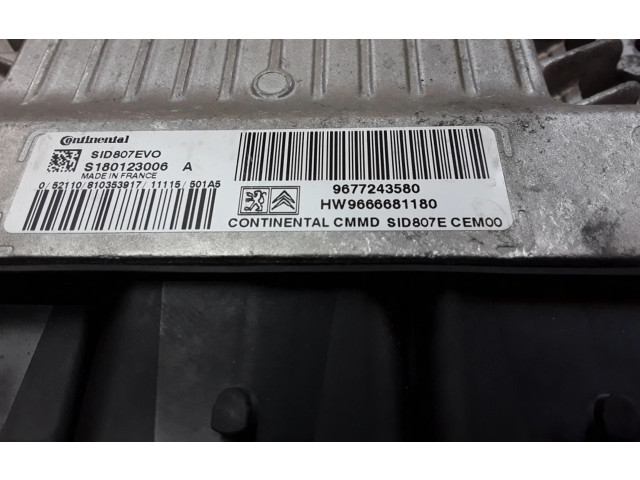 Continental
SID807EVO
S180123006 A
MADE IN FRANCE
0/52110/810353917/11115/501A5
9677243580
HW9666681180
CONTINENTAL CMMD SID807E CEM00